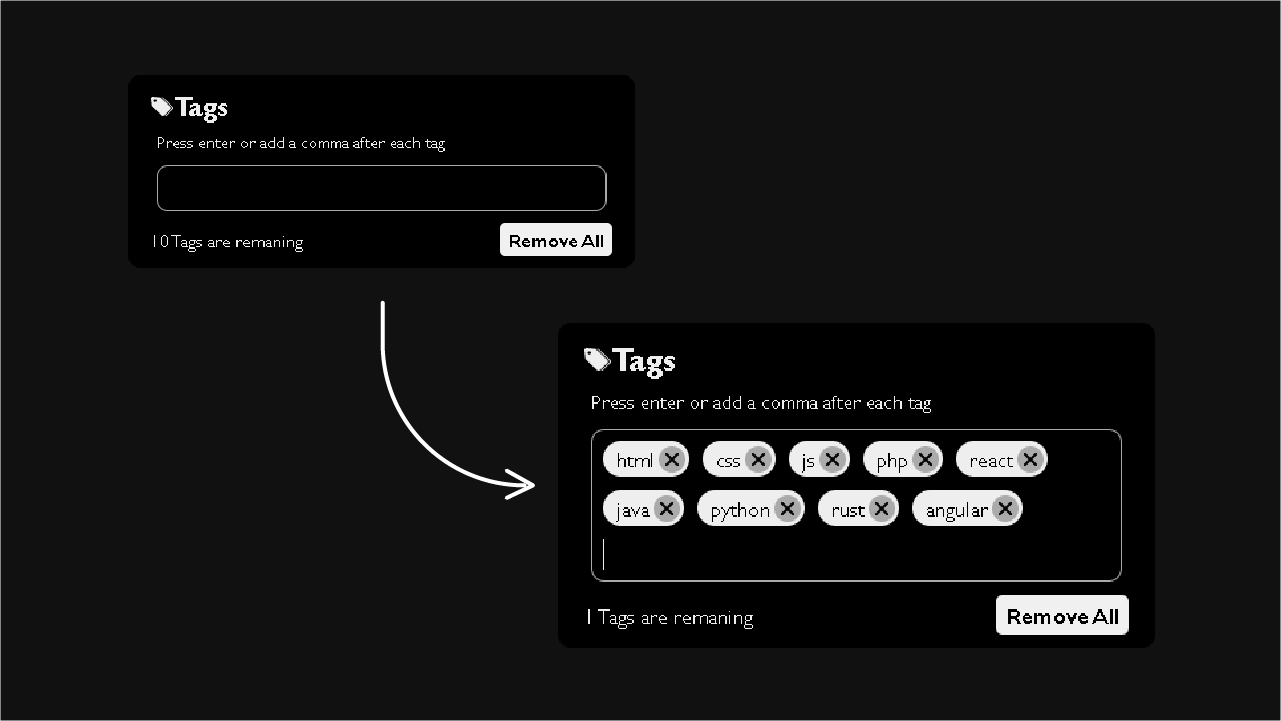 Tags
Press enter or add a comma after each tag
10 Tags are remaning
Remove All
Tags
Press enter or add a comma after each tag
html css js php react
java python rust angular
1 Tags are remaning
Remove All